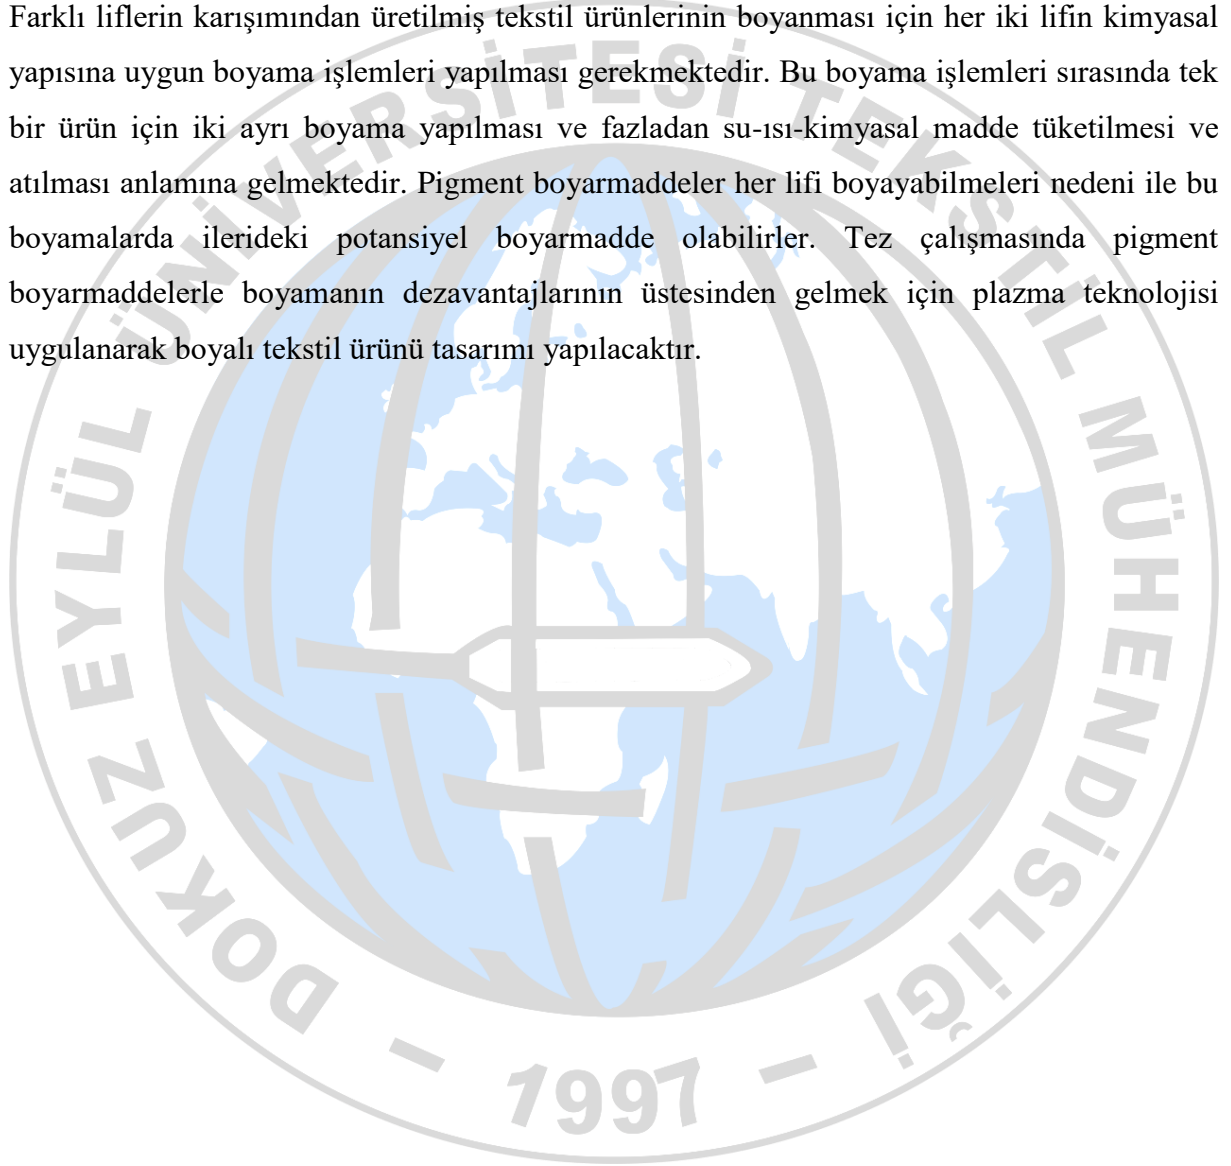 Farklı liflerin karışımından üretilmiş tekstil ürünlerinin boyanması için her iki lifin kimyasal
yapısına uygun boyama işlemleri yapılması gerekmektedir. Bu boyama işlemleri sırasında tek
bir ürün için iki ayrı boyama yapılması ve fazladan su-ısı-kimyasal madde tüketilmesi ve
atılması anlamına gelmektedir. Pigment boyarmaddeler her lifi boyayabilmeleri nedeni ile bu
boyamalarda ilerideki potansiyel boyarmadde olabilirler. Tez çalışmasında pigment
boyarmaddelerle boyamanın dezavantajlarının üstesinden gelmek için plazma teknolojisi
uygulanarak boyalı tekstil ürünü tasarımı yapılacaktır.
DOKUZ EYLÜL ÜNİVERSİTESİ TEKSTİL MÜHENDİSLİĞİ
- 1997 -